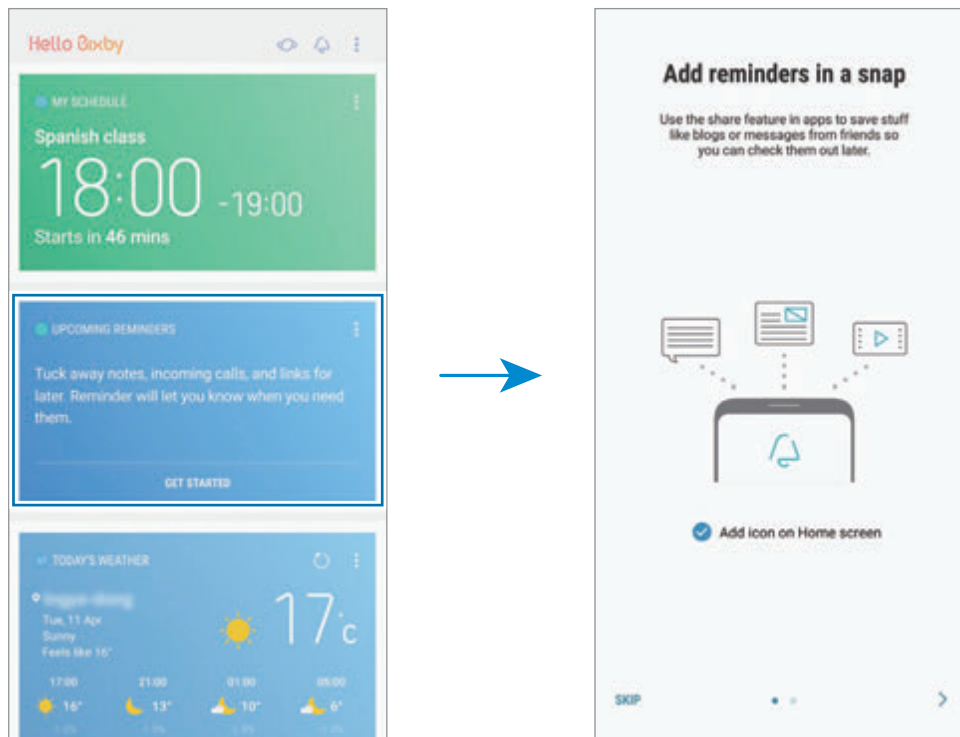 Hello Bixby
MY SCHEDULE
Spanish class
18:00 -19:00
Starts in 46 mins
UPCOMING REMINDERS
Tuck away notes, incoming calls, and links for
later. Reminder will let you know when you need
them.
GET STARTED
TODAY'S WEATHER
17°c
Tue, 11 Apr
Sunny
Feels like 16°
17:00 21:00 01:00 05:00
16° 13° 10° 6°
Add reminders in a snap
Use the share feature in apps to save stuff
like blogs or messages from friends so
you can check them out later.
Add icon on Home screen
SKIP